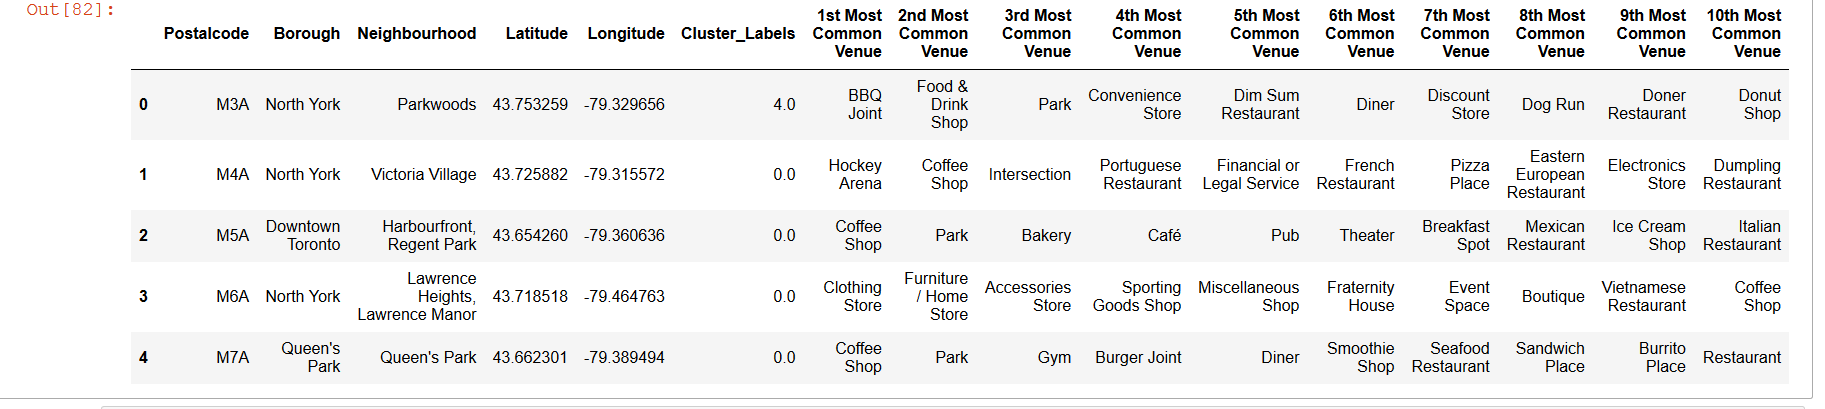 Out[82]:
Postalcode Borough Neighbourhood Latitude Longitude Cluster_Labels 1st Most Common Venue 2nd Most Common Venue 3rd Most Common Venue 4th Most Common Venue 5th Most Common Venue 6th Most Common Venue 7th Most Common Venue 8th Most Common Venue 9th Most Common Venue 10th Most Common Venue
0 M3A North York Parkwoods 43.753259 -79.329656 4.0 BBQ Joint Food & Drink Shop Park Convenience Store Dim Sum Restaurant Diner Discount Store Dog Run Doner Restaurant Donut Shop
1 M4A North York Victoria Village 43.725882 -79.315572 0.0 Hockey Arena Coffee Shop Intersection Portuguese Restaurant Financial or Legal Service French Restaurant Pizza Place Eastern European Restaurant Electronics Store Dumpling Restaurant
2 M5A Downtown Toronto Harbourfront, Regent Park 43.654260 -79.360636 0.0 Coffee Shop Park Bakery Café Pub Theater Breakfast Spot Mexican Restaurant Ice Cream Shop Italian Restaurant
3 M6A North York Lawrence Heights, Lawrence Manor 43.718518 -79.464763 0.0 Clothing Store Furniture / Home Store Accessories Store Sporting Goods Shop Miscellaneous Shop Fraternity House Event Space Boutique Vietnamese Restaurant Coffee Shop
4 M7A Queen's Park Queen's Park 43.662301 -79.389494 0.0 Coffee Shop Park Gym Burger Joint Diner Smoothie Shop Seafood Restaurant Sandwich Place Burrito Place Restaurant